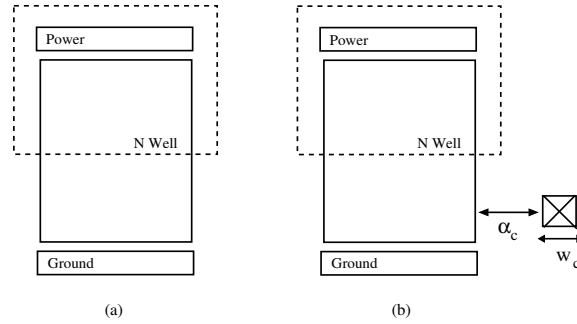 Power
N Well
Ground
(a)
Power
N Well
α_c
w_c
Ground
(b)